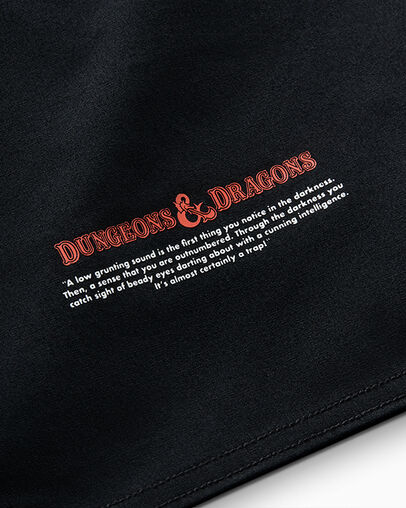 DUNGEONS & DRAGONS
"A low grunting sound is the first thing you notice in the darkness.
Then, a sense that you are outnumbered. Through the darkness you
catch sight of beady eyes darting about with a cunning intelligence.
It's almost certainly a trap!"